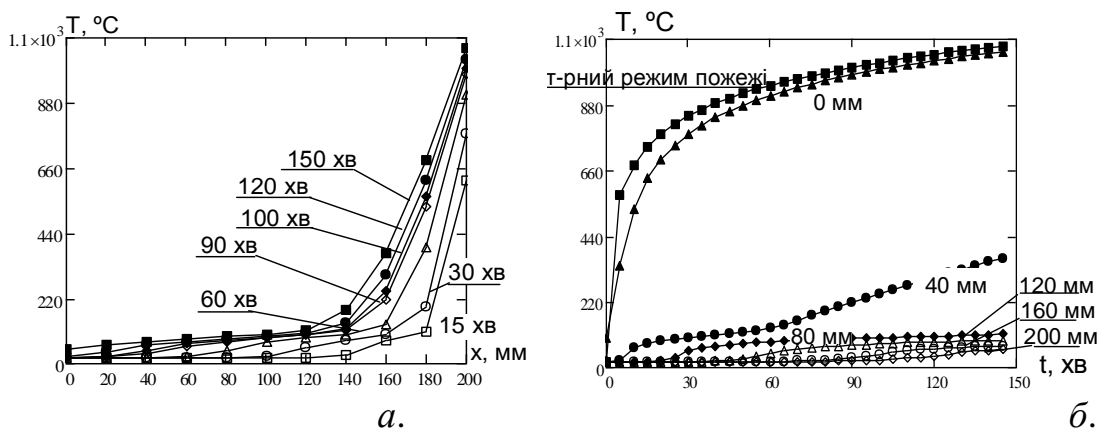 T, ºC
1.1×10³
880
660
440
220
0
150 хв
120 хв
100 хв
90 хв
60 хв
30 хв
15 хв
x, мм
0 20 40 60 80 100 120 140 160 180 200
а.
T, ºC
1.1×10³
880
660
440
220
0
т-рний режим пожежі
0 мм
40 мм
80 мм
120 мм
160 мм
200 мм
t, хв
0 30 60 90 120 150
б.